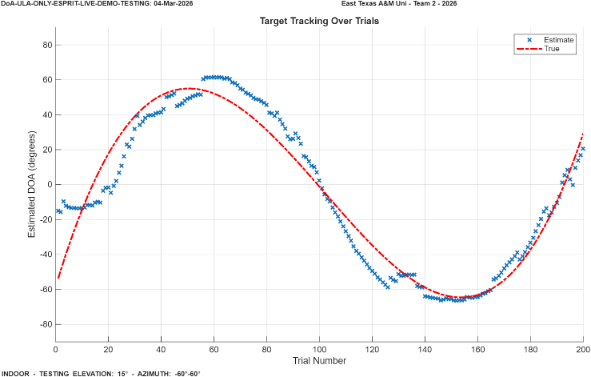 DoA-ULA-ONLY-ESPRIT-LIVE-DEMO-TESTING: 04-Mar-2026
East Texas A&M Uni - Team 2 - 2026
Target Tracking Over Trials
Estimate
True
80
60
40
20
0
-20
-40
-60
-80
Estimated DOA (degrees)
0 20 40 60 80 100 120 140 160 180 200
Trial Number
INDOOR - TESTING ELEVATION: 15° - AZIMUTH: -60°-60°